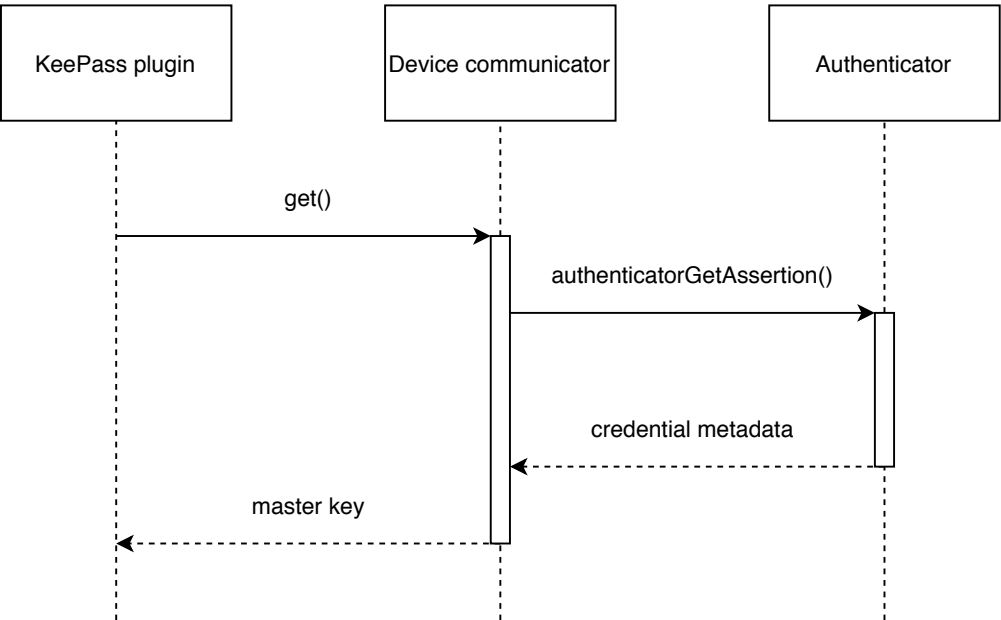 KeePass plugin
Device communicator
Authenticator
get()
authenticatorGetAssertion()
credential metadata
master key